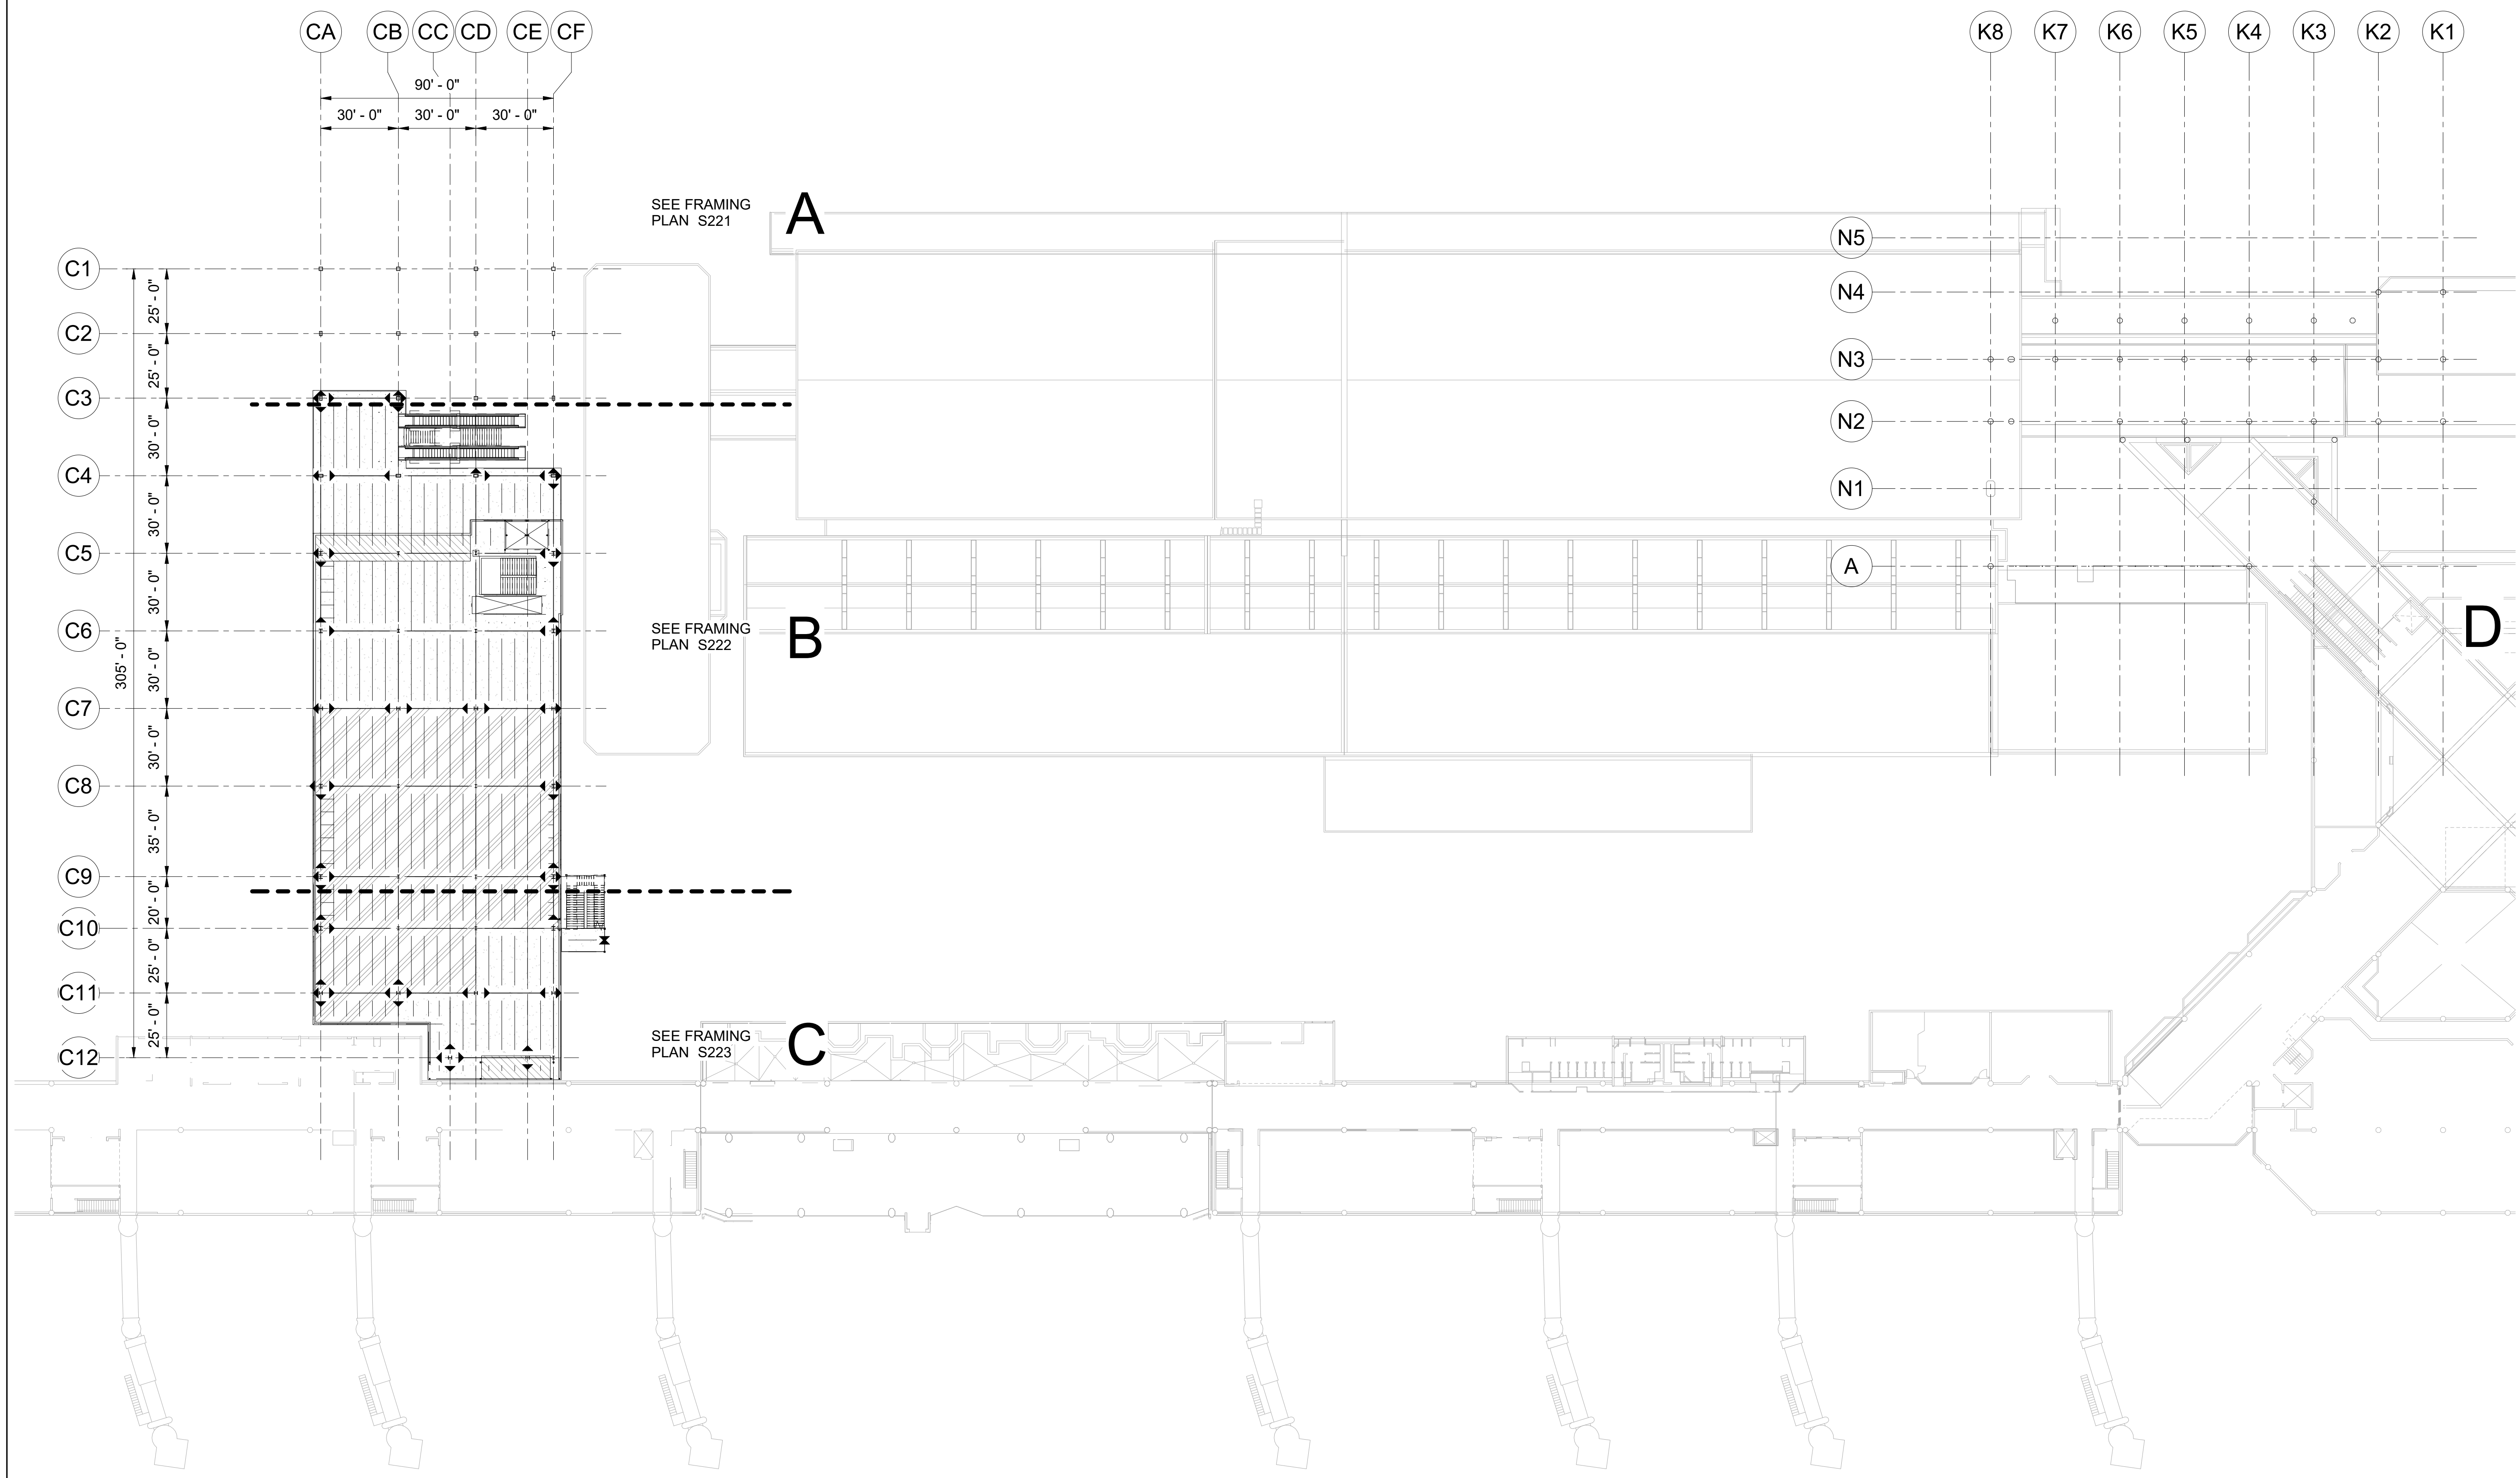 CA CB CC CD CE CF K8 K7 K6 K5 K4 K3 K2 K1
90' - 0"
30' - 0" 30' - 0" 30' - 0"
SEE FRAMING
PLAN S221
A
N5
C1
N4
25' - 0"
C2
N3
25' - 0"
C3
N2
30' - 0"
C4
N1
30' - 0"
C5
A
30' - 0"
C6
SEE FRAMING
PLAN S222
B
D
305' - 0"
30' - 0"
C7
30' - 0"
C8
35' - 0"
C9
20' - 0"
C10
25' - 0"
C11
25' - 0"
SEE FRAMING
PLAN S223
C
C12